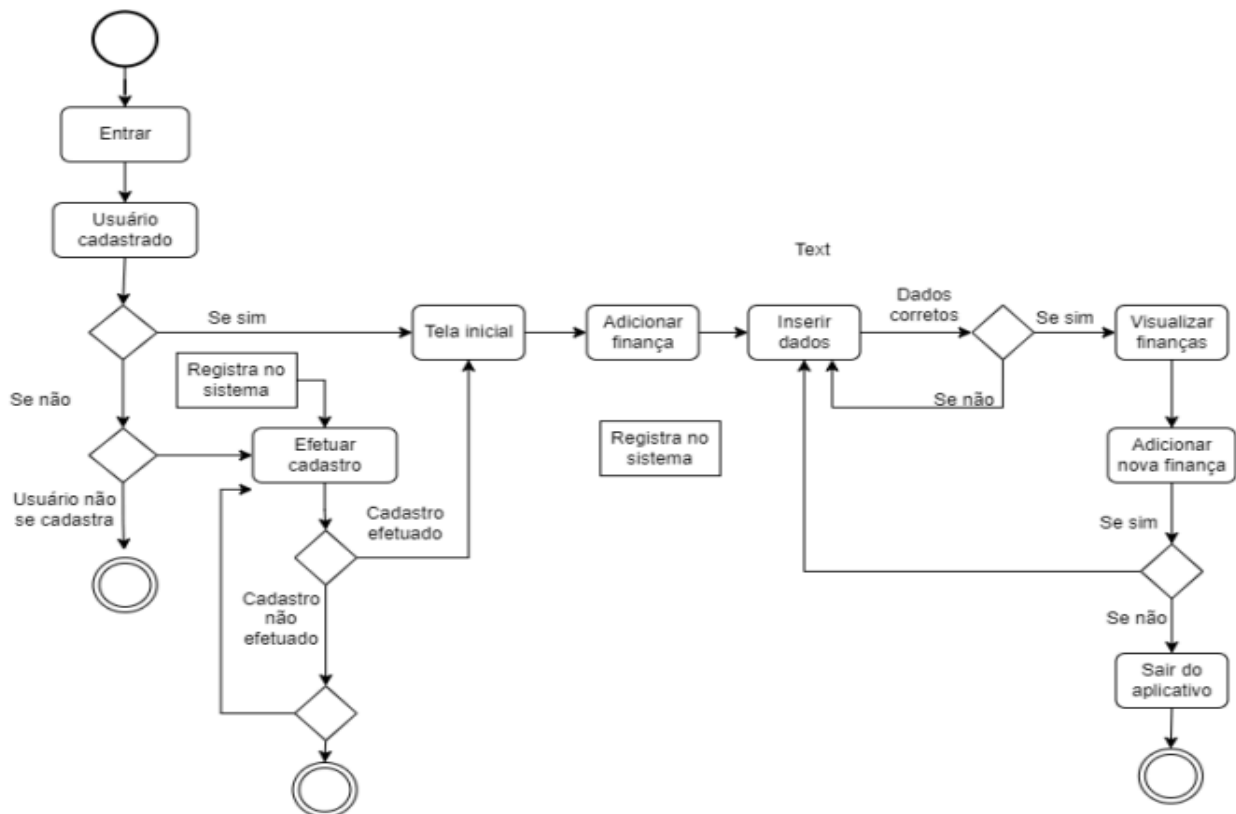 Entrar
Usuário
cadastrado
Text
Se sim
Tela inicial
Adicionar
finança
Inserir
dados
Dados
corretos
Se sim
Visualizar
finanças
Se não
Registra no
sistema
Se não
Efetuar
cadastro
Registra no
sistema
Adicionar
nova finança
Usuário não
se cadastra
Cadastro
efetuado
Se sim
Cadastro
não
efetuado
Se não
Sair do
aplicativo